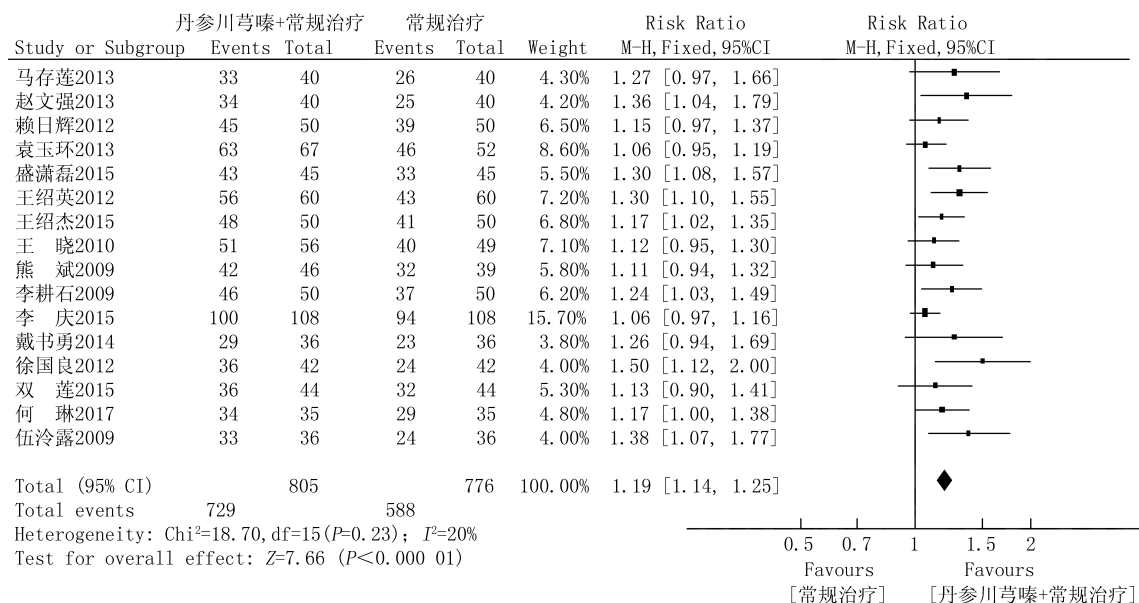 丹参川芎嗪+常规治疗 常规治疗 Risk Ratio Risk Ratio
Study or Subgroup Events Total Events Total Weight M-H,Fixed,95%CI M-H,Fixed,95%CI
马存莲2013 33 40 26 40 4.30% 1.27 [0.97, 1.66]
赵文强2013 34 40 25 40 4.20% 1.36 [1.04, 1.79]
赖日辉2012 45 50 39 50 6.50% 1.15 [0.97, 1.37]
袁玉环2013 63 67 46 52 8.60% 1.06 [0.95, 1.19]
盛潇磊2015 43 45 33 45 5.50% 1.30 [1.08, 1.57]
王绍英2012 56 60 43 60 7.20% 1.30 [1.10, 1.55]
王绍杰2015 48 50 41 50 6.80% 1.17 [1.02, 1.35]
王 晓2010 51 56 40 49 7.10% 1.12 [0.95, 1.30]
熊 斌2009 42 46 32 39 5.80% 1.11 [0.94, 1.32]
李耕石2009 46 50 37 50 6.20% 1.24 [1.03, 1.49]
李 庆2015 100 108 94 108 15.70% 1.06 [0.97, 1.16]
戴书勇2014 29 36 23 36 3.80% 1.26 [0.94, 1.69]
徐国良2012 36 42 24 42 4.00% 1.50 [1.12, 2.00]
双 莲2015 36 44 32 44 5.30% 1.13 [0.90, 1.41]
何 琳2017 34 35 29 35 4.80% 1.17 [1.00, 1.38]
伍泠露2009 33 36 24 36 4.00% 1.38 [1.07, 1.77]
Total (95% CI) 805 776 100.00% 1.19 [1.14, 1.25]
Total events 729 588
Heterogeneity: Chi²=18.70,df=15(P=0.23); I²=20%
Test for overall effect: Z=7.66 (P<0.000 01)
0.5 0.7 1 1.5 2
Favours Favours
[常规治疗] [丹参川芎嗪+常规治疗]